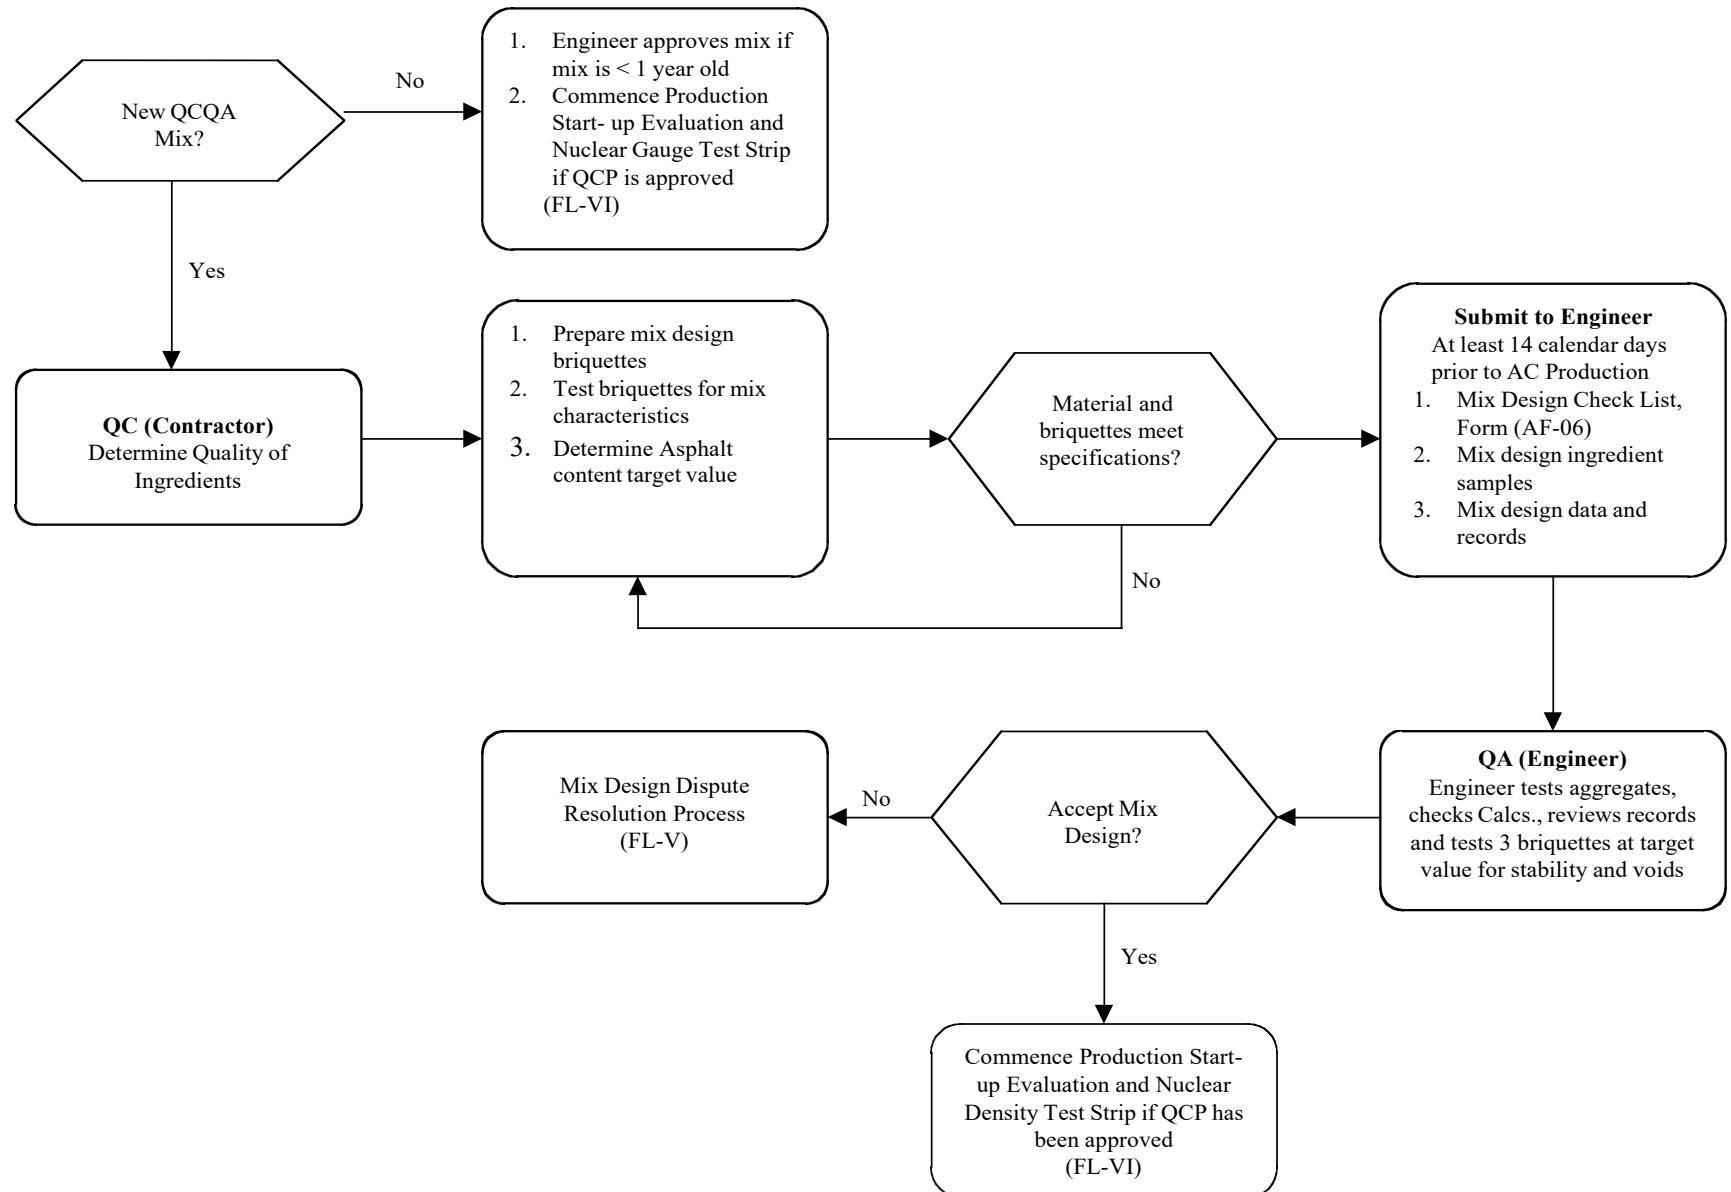 New QCQA
Mix?
No
1. Engineer approves mix if
mix is < 1 year old
2. Commence Production
Start- up Evaluation and
Nuclear Gauge Test Strip
if QCP is approved
(FL-VI)
Yes
QC (Contractor)
Determine Quality of
Ingredients
1. Prepare mix design
briquettes
2. Test briquettes for mix
characteristics
3. Determine Asphalt
content target value
Material and
briquettes meet
specifications?
No
Submit to Engineer
At least 14 calendar days
prior to AC Production
1. Mix Design Check List,
Form (AF-06)
2. Mix design ingredient
samples
3. Mix design data and
records
QA (Engineer)
Engineer tests aggregates,
checks Calcs., reviews records
and tests 3 briquettes at target
value for stability and voids
Accept Mix
Design?
No
Mix Design Dispute
Resolution Process
(FL-V)
Yes
Commence Production Start-
up Evaluation and Nuclear
Density Test Strip if QCP has
been approved
(FL-VI)